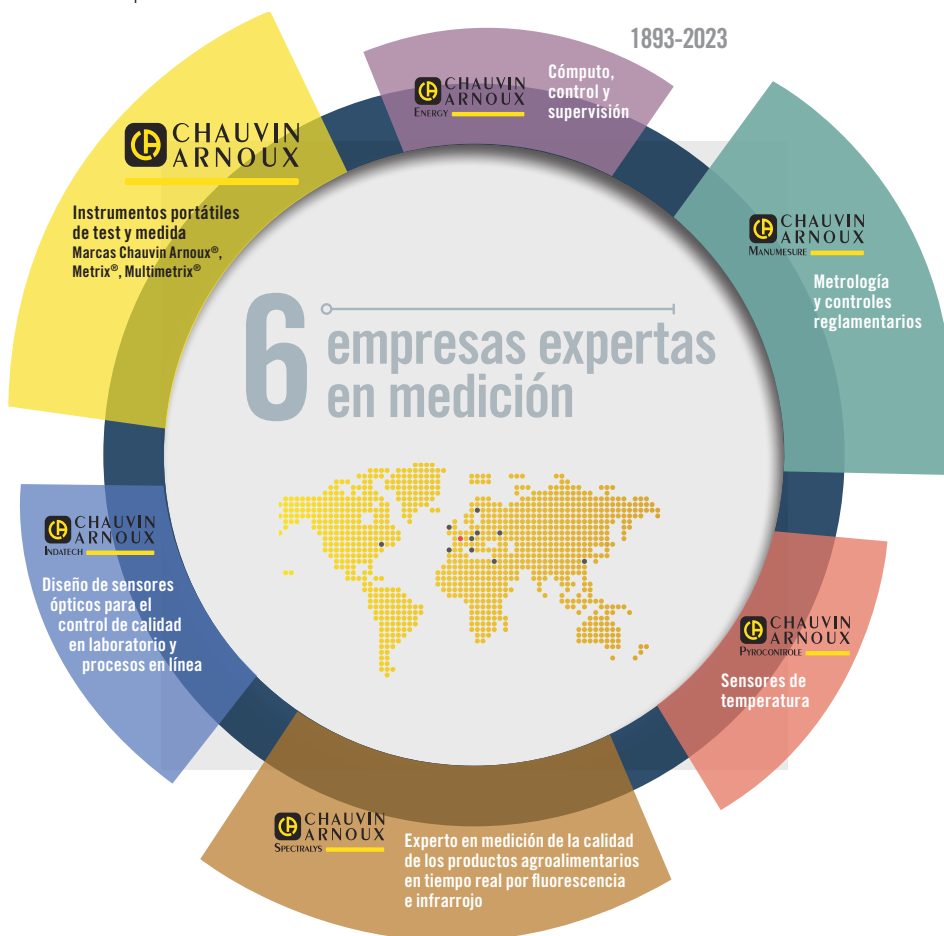 1893-2023
CHAUVIN
ARNOUX
Instrumentos portátiles
de test y medida
Marcas Chauvin Arnoux®,
Metrix®, Multimetrix®
CHAUVIN
ARNOUX
ENERGY
Cómputo,
control y
supervisión
CHAUVIN
ARNOUX
MANUMESURE
Metrología
y controles
reglamentarios
6 empresas expertas
en medición
CHAUVIN
ARNOUX
INDATECH
Diseño de sensores
ópticos para el
control de calidad
en laboratorio y
procesos en línea
CHAUVIN
ARNOUX
PYROCONTROLE
Sensores de
temperatura
CHAUVIN
ARNOUX
SPECTRALYS
Experto en medición de la calidad
de los productos agroalimentarios
en tiempo real por fluorescencia
e infrarrojo